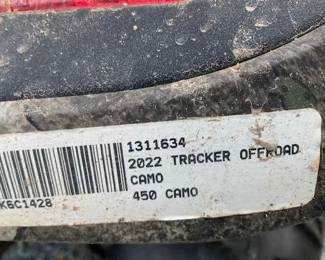 1311634
2022 TRACKER OFFROAD
CAMO
450 CAMO
K6C1428